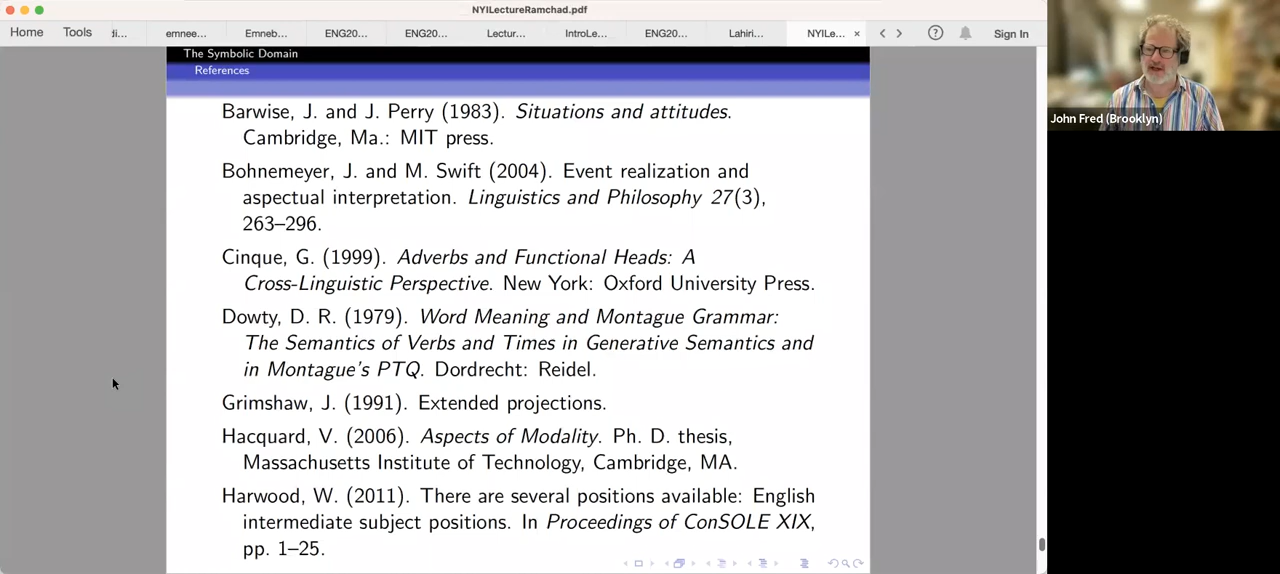 NYILectureRamchad.pdf
Home Tools di... emnee... Emneb... ENG20... ENG20... Lectur... IntroLe... ENG20... Lahiri... NYILe... × ? Sign In
The Symbolic Domain
References
Barwise, J. and J. Perry (1983). Situations and attitudes.
Cambridge, Ma.: MIT press.
Bohnemeyer, J. and M. Swift (2004). Event realization and
aspectual interpretation. Linguistics and Philosophy 27(3),
263–296.
Cinque, G. (1999). Adverbs and Functional Heads: A
Cross-Linguistic Perspective. New York: Oxford University Press.
Dowty, D. R. (1979). Word Meaning and Montague Grammar:
The Semantics of Verbs and Times in Generative Semantics and
in Montague's PTQ. Dordrecht: Reidel.
Grimshaw, J. (1991). Extended projections.
Hacquard, V. (2006). Aspects of Modality. Ph. D. thesis,
Massachusetts Institute of Technology, Cambridge, MA.
Harwood, W. (2011). There are several positions available: English
intermediate subject positions. In Proceedings of ConSOLE XIX,
pp. 1–25.
John Fred (Brooklyn)